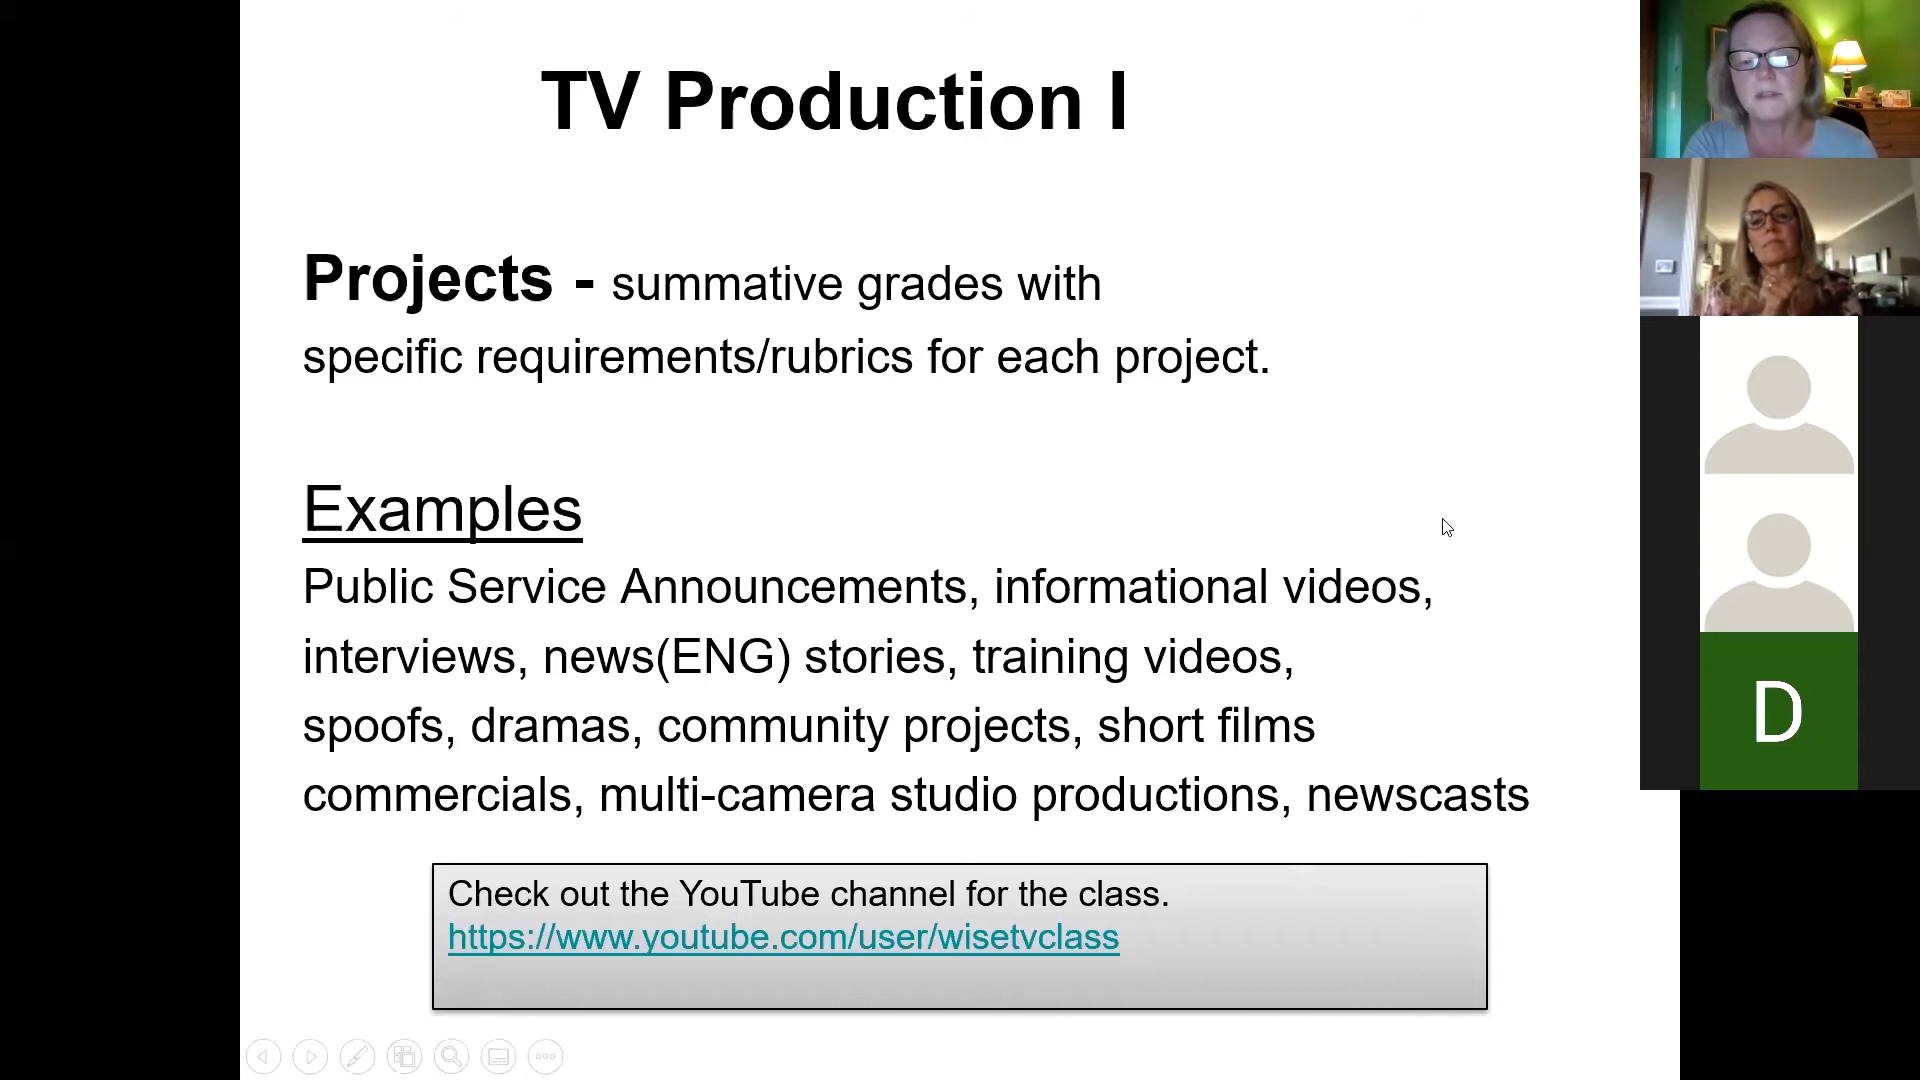 TV Production I
Projects - summative grades with
specific requirements/rubrics for each project.
Examples
Public Service Announcements, informational videos,
interviews, news(ENG) stories, training videos,
spoofs, dramas, community projects, short films
commercials, multi-camera studio productions, newscasts
Check out the YouTube channel for the class.
https://www.youtube.com/user/wisetvclass
D